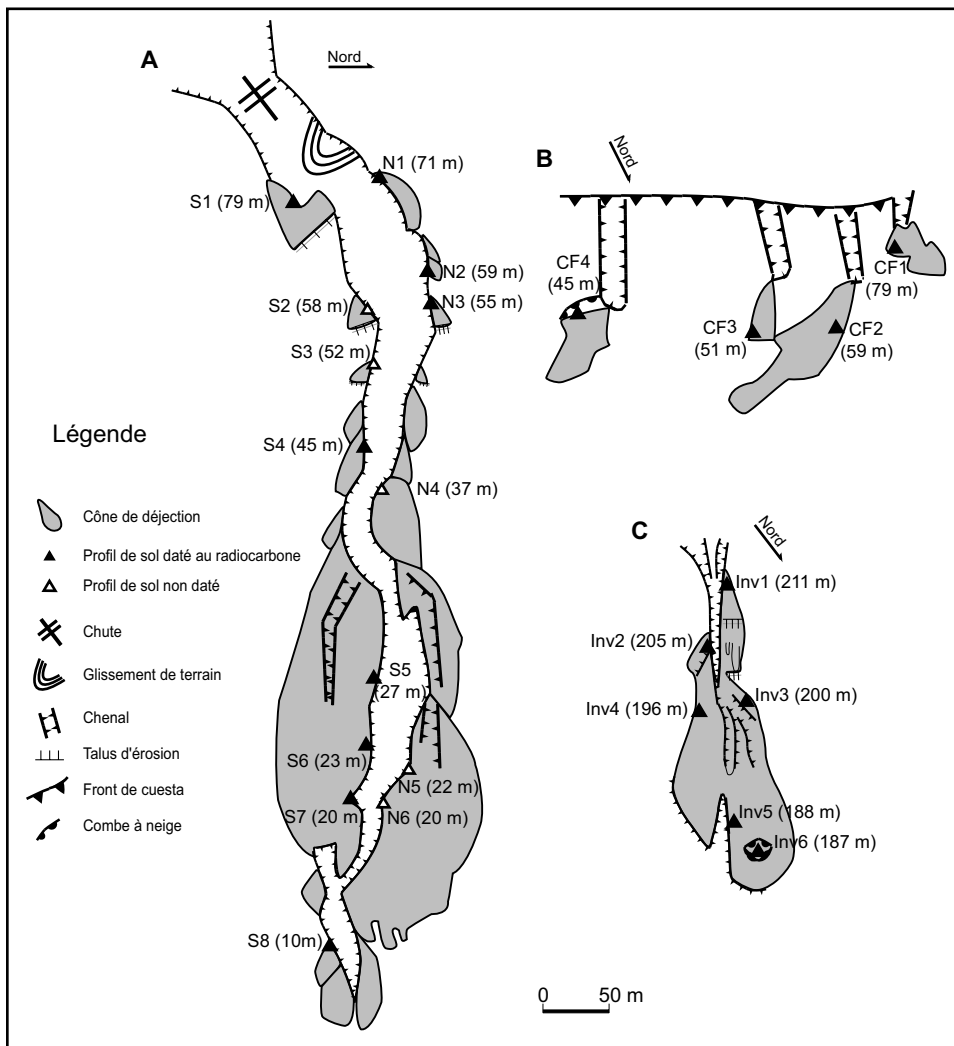 A
Nord
N1 (71 m)
S1 (79 m)
N2 (59 m)
S2 (58 m)
N3 (55 m)
S3 (52 m)
S4 (45 m)
N4 (37 m)
S5
(27 m)
S6 (23 m)
N5 (22 m)
S7 (20 m)
N6 (20 m)
S8 (10m)
B
Nord
CF4
(45 m)
CF1
(79 m)
CF3
(51 m)
CF2
(59 m)
C
Nord
Inv1 (211 m)
Inv2 (205 m)
Inv3 (200 m)
Inv4 (196 m)
Inv5 (188 m)
Inv6 (187 m)
Légende
Cône de déjection
Profil de sol daté au radiocarbone
Profil de sol non daté
Chute
Glissement de terrain
Chenal
Talus d'érosion
Front de cuesta
Combe à neige
0 50 m